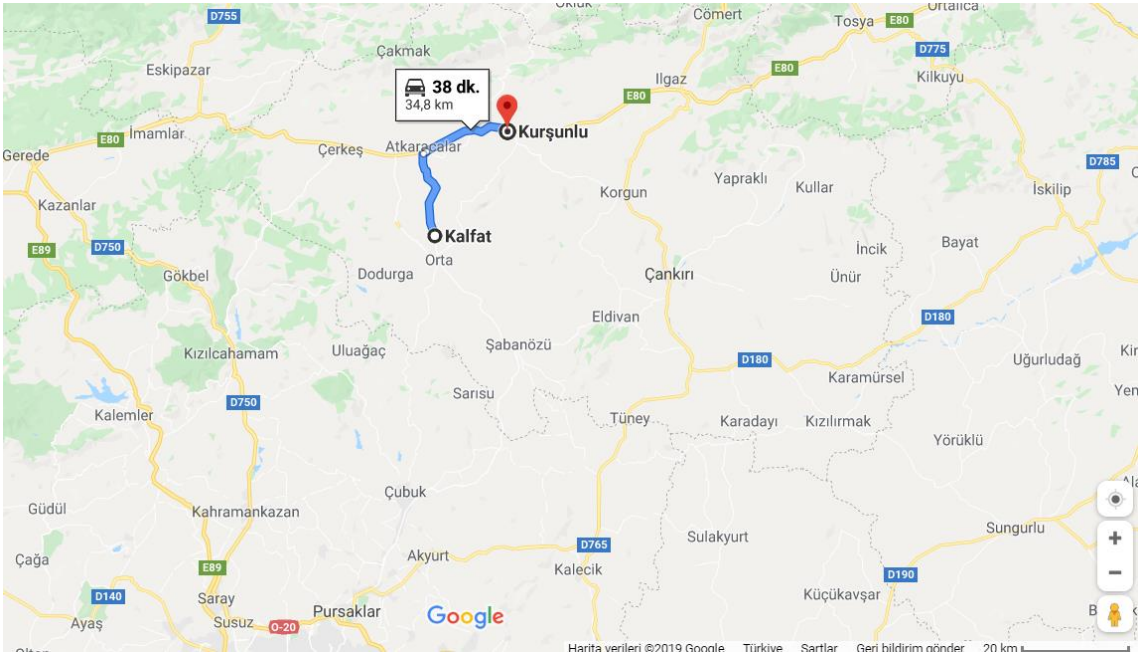 D755
Cömert
Tosya
E80
Ortalıca
Çakmak
D775
Eskipazar
Ilgaz
E80
Kilkuyu
38 dk.
34,8 km
E80
E80
İmamlar
Kurşunlu
Gerede
Çerkeş
Atkaracalar
D785
Korgun
Yapraklı
Kullar
İskilip
Kazanlar
E89
D750
Kalfat
Orta
İncik
Bayat
Gökbel
Dodurga
Çankırı
Ünür
Eldivan
D180
Kızılcahamam
Uluağaç
Şabanözü
D180
Uğurludağ
Karamürsel
D750
Sarısu
Kalemler
Tüney
Karadayı
Kızılırmak
Yörüklü
Çubuk
Güdül
Kahramankazan
Sungurlu
Sulakyurt
D765
Çağa
Akyurt
Kalecik
E89
D190
D140
Saray
Küçükavşar
Pursaklar
Google
Ayaş
Susuz
O-20
Harita verileri ©2019 Google Türkiye Şartlar Geri bildirim gönder 20 km